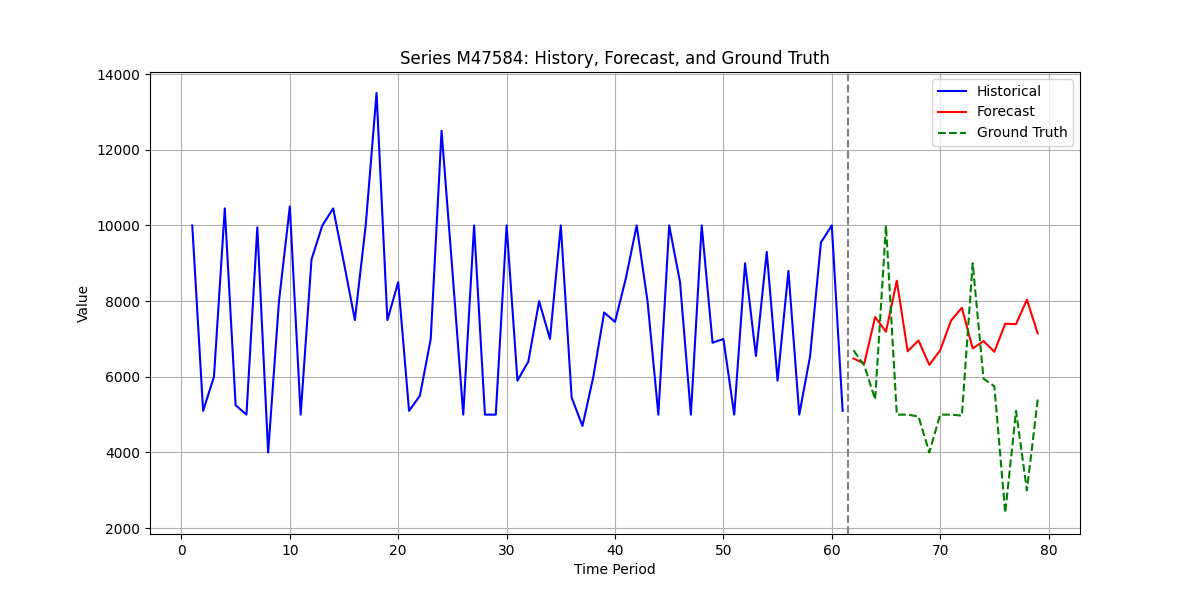 Series M47584: History, Forecast, and Ground Truth
14000
12000
10000
8000
6000
4000
2000
Value
Historical
Forecast
Ground Truth
0 10 20 30 40 50 60 70 80
Time Period